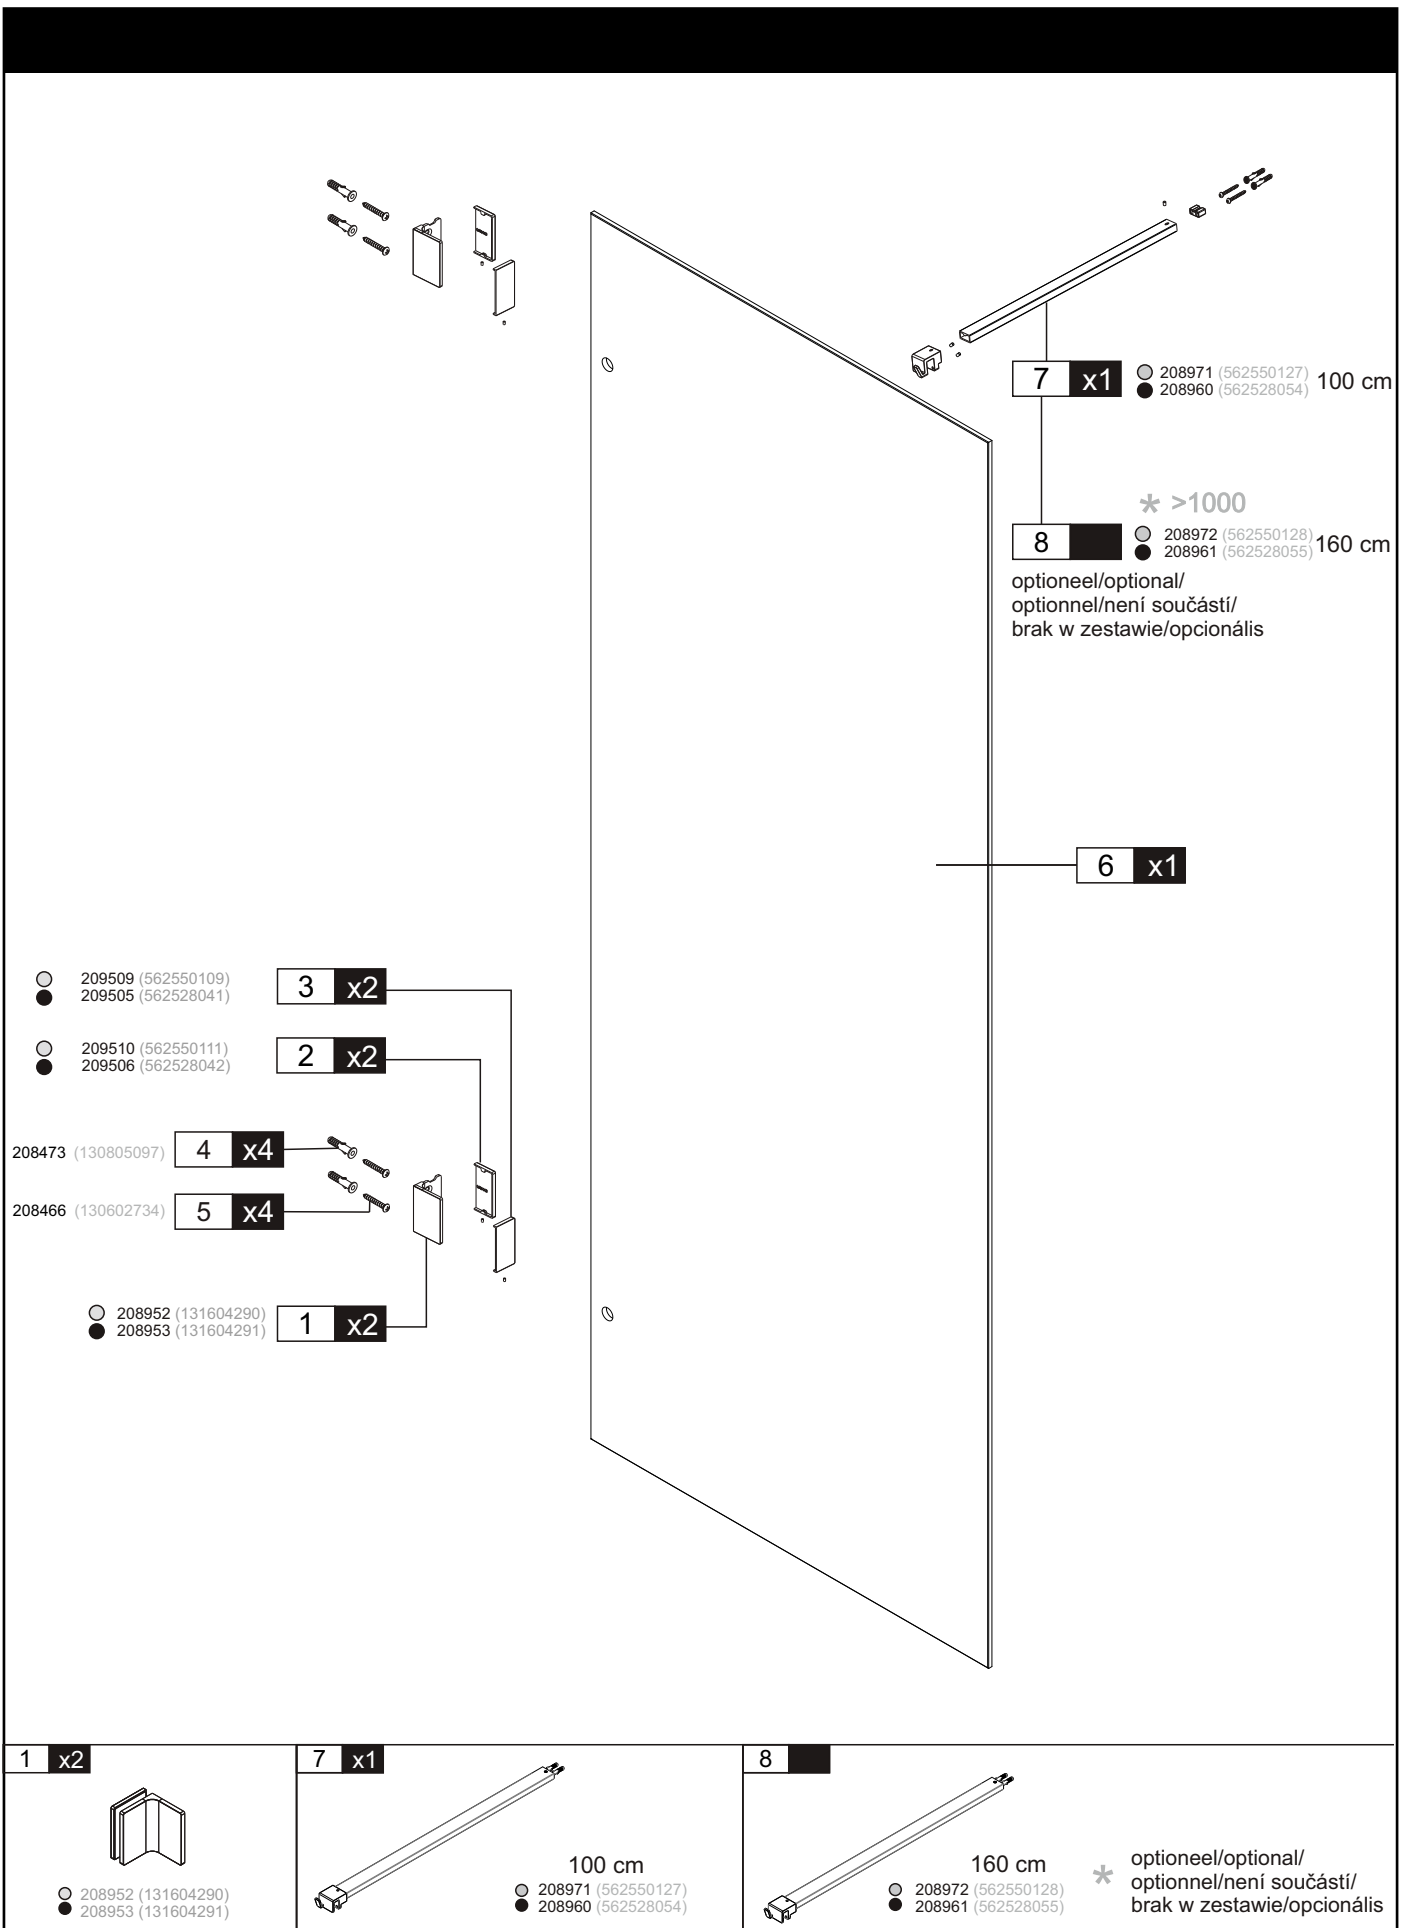 7 x1
208971 (562550127)
208960 (562528054)
100 cm
* >1000
8
208972 (562550128)
208961 (562528055)
160 cm
optioneel/optional/
optionnel/není součástí/
brak w zestawie/opcionális
6 x1
209509 (562550109)
209505 (562528041)
3 x2
209510 (562550111)
209506 (562528042)
2 x2
208473 (130805097)
4 x4
208466 (130602734)
5 x4
208952 (131604290)
208953 (131604291)
1 x2
1 x2
208952 (131604290)
208953 (131604291)
7 x1
100 cm
208971 (562550127)
208960 (562528054)
8
160 cm
208972 (562550128)
208961 (562528055)
*
optioneel/optional/
optionnel/není součástí/
brak w zestawie/opcionális